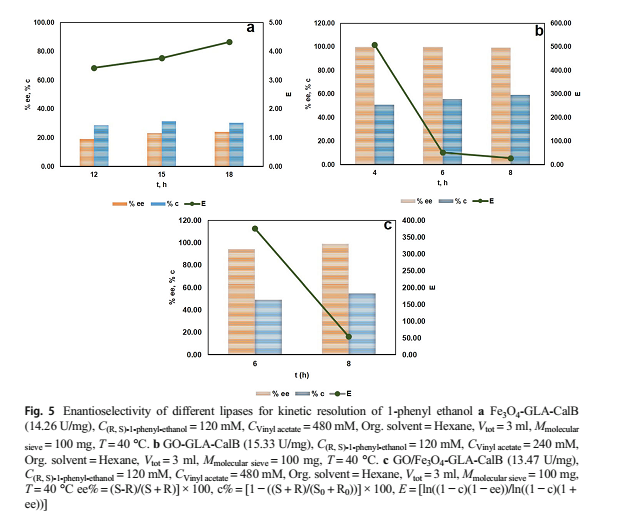 100.00
80.00
60.00
40.00
20.00
0.00
% ee, % c
5.00
4.00
3.00
2.00
1.00
0.00
E
a
12 15 18
t, h
% ee % c E
120.00
100.00
80.00
60.00
40.00
20.00
0.00
% ee, % c
600.00
500.00
400.00
300.00
200.00
100.00
0.00
E
b
4 6 8
t, h
% ee % c E
120.00
100.00
80.00
60.00
40.00
20.00
0.00
% ee, % c
400.00
350.00
300.00
250.00
200.00
150.00
100.00
50.00
0.00
E
c
6 8
t (h)
% ee % c E
Fig. 5 Enantioselectivity of different lipases for kinetic resolution of 1-phenyl ethanol a Fe3O4-GLA-CalB
(14.26 U/mg), C(R, S)-1-phenyl-ethanol = 120 mM, CVinyl acetate = 480 mM, Org. solvent = Hexane, Vtot = 3 ml, Mmolecular
sieve = 100 mg, T = 40 °C. b GO-GLA-CalB (15.33 U/mg), C(R, S)-1-phenyl-ethanol = 120 mM, CVinyl acetate = 240 mM,
Org. solvent = Hexane, Vtot = 3 ml, Mmolecular sieve = 100 mg, T = 40 °C. c GO/Fe3O4-GLA-CalB (13.47 U/mg),
C(R, S)-1-phenyl-ethanol = 120 mM, CVinyl acetate = 480 mM, Org. solvent = Hexane, Vtot = 3 ml, Mmolecular sieve = 100 mg,
T = 40 °C ee% = (S-R)/(S + R)] × 100, c% = [1 − ((S + R)/(S0 + R0))] × 100, E = [ln((1 − c)(1 − ee))/ln((1 − c)(1 +
ee))]